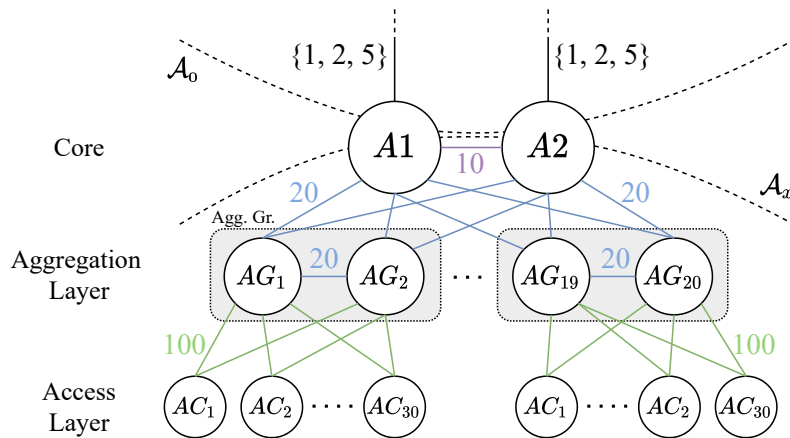 {1, 2, 5} {1, 2, 5}
𝒜₀
Core A1 A2
10
20 20
𝒜ₓ
Agg. Gr.
Aggregation
Layer
AG₁ 20 AG₂ ... AG₁₉ 20 AG₂₀
100 100
Access
Layer
AC₁ AC₂ .... AC₃₀ AC₁ .... AC₂ AC₃₀